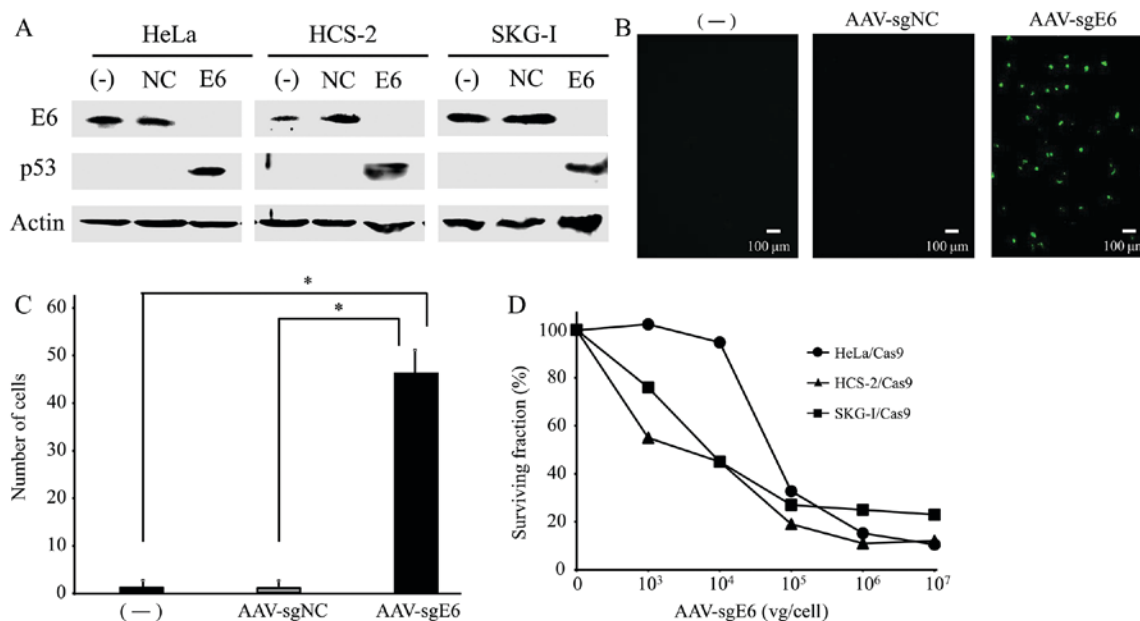 A
HeLa HCS-2 SKG-I
(-) NC E6 (-) NC E6 (-) NC E6
E6
p53
Actin
B
(—) AAV-sgNC AAV-sgE6
100 μm 100 μm 100 μm
C
Number of cells
60
50
40
30
20
10
0
* *
(—) AAV-sgNC AAV-sgE6
D
Surviving fraction (%)
100
80
60
40
20
0
HeLa/Cas9
HCS-2/Cas9
SKG-I/Cas9
0 10³ 10⁴ 10⁵ 10⁶ 10⁷
AAV-sgE6 (vg/cell)